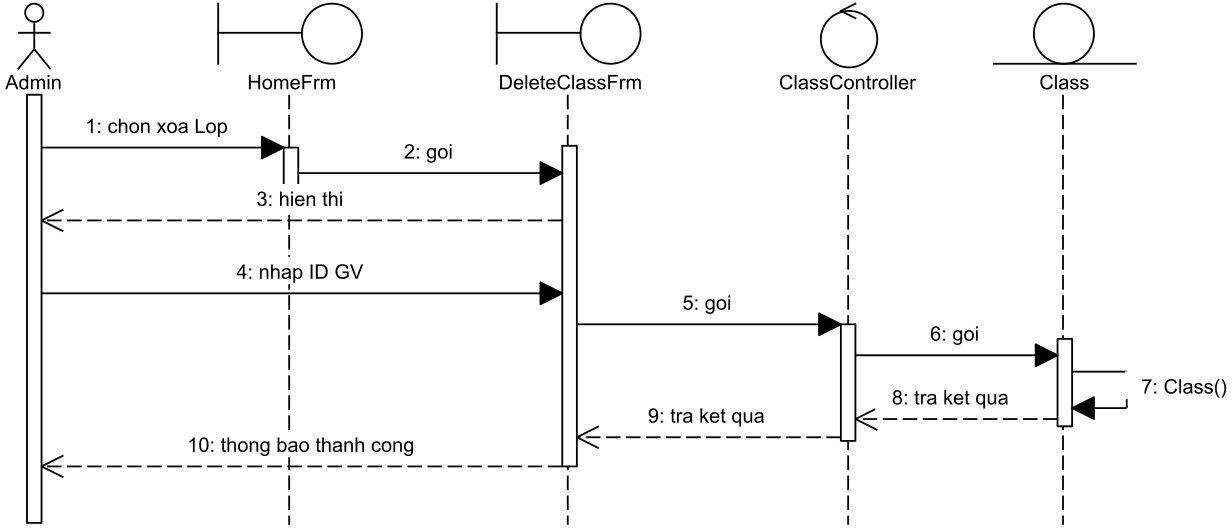 Admin
HomeFrm
DeleteClassFrm
ClassController
Class
1: chon xoa Lop
2: goi
3: hien thi
4: nhap ID GV
5: goi
6: goi
7: Class()
8: tra ket qua
9: tra ket qua
10: thong bao thanh cong